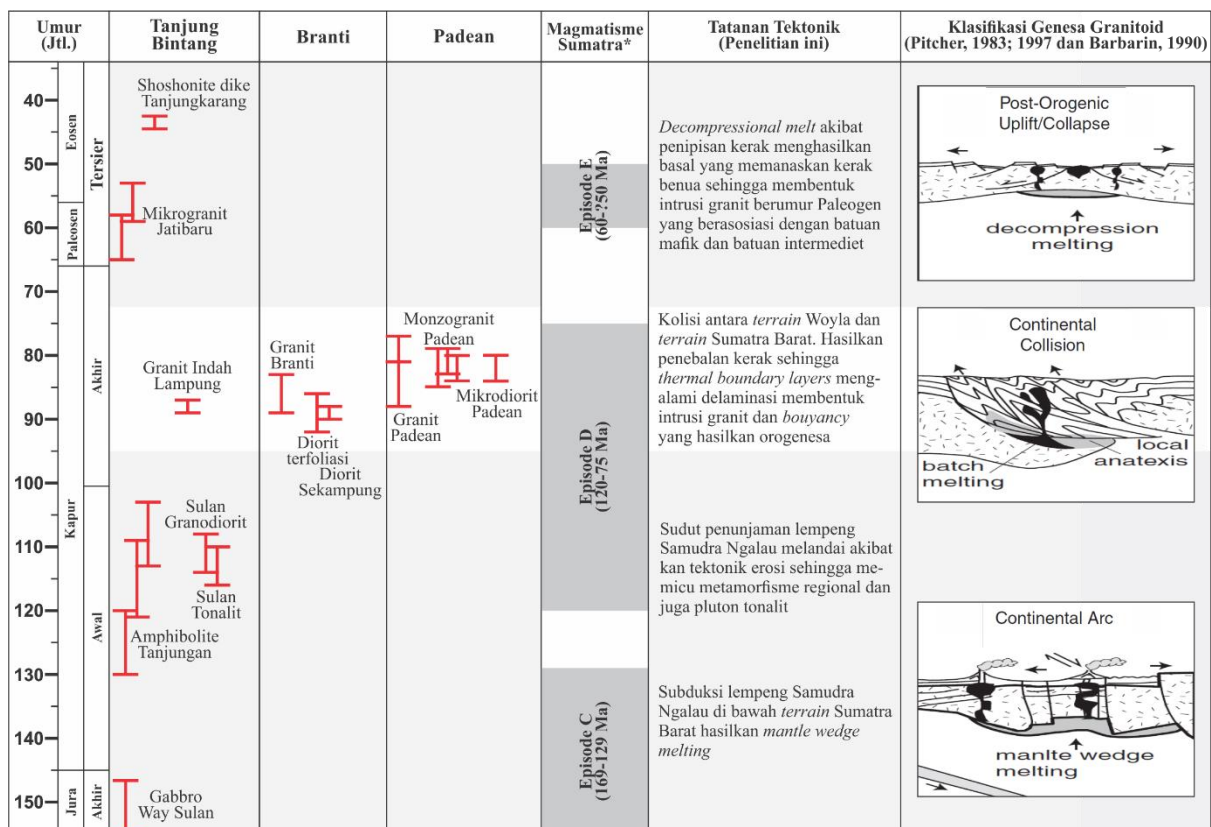 Umur
(Jtl.)
Tanjung
Bintang
Branti
Padean
Magmatisme
Sumatra*
Tatanan Tektonik
(Penelitian ini)
Klasifikasi Genesa Granitoid
(Pitcher, 1983; 1997 dan Barbarin, 1990)
40
50
60
70
80
90
100
110
120
130
140
150
Eosen
Paleosen
Tersier
Kapur
Akhir
Awal
Jura
Akhir
Shoshonite dike
Tanjungkarang
Mikrogranit
Jatibaru
Granit Indah
Lampung
Sulan
Granodiorit
Sulan
Tonalit
Amphibolite
Tanjungan
Gabbro
Way Sulan
Granit
Branti
Diorit
terfoliasi
Diorit
Sekampung
Monzogranit
Padean
Mikrodiorit
Padean
Granit
Padean
Episode E
(60-?50 Ma)
Episode D
(120-75 Ma)
Episode C
(169-129 Ma)
Decompressional melt akibat
penipisan kerak menghasilkan
basal yang memanaskan kerak
benua sehingga membentuk
intrusi granit berumur Paleogen
yang berasosiasi dengan batuan
mafik dan batuan intermediet
Kolisi antara terrain Woyla dan
terrain Sumatra Barat. Hasilkan
penebalan kerak sehingga
thermal boundary layers meng-
alami delaminasi membentuk
intrusi granit dan bouyancy
yang hasilkan orogenesa
Sudut penunjaman lempeng
Samudra Ngalau melandai akibat
kan tektonik erosi sehingga me-
micu metamorfisme regional dan
juga pluton tonalit
Subduksi lempeng Samudra
Ngalau di bawah terrain Sumatra
Barat hasilkan mantle wedge
melting
Post-Orogenic
Uplift/Collapse
decompression
melting
Continental
Collision
local
anatexis
batch
melting
Continental Arc
manlte wedge
melting